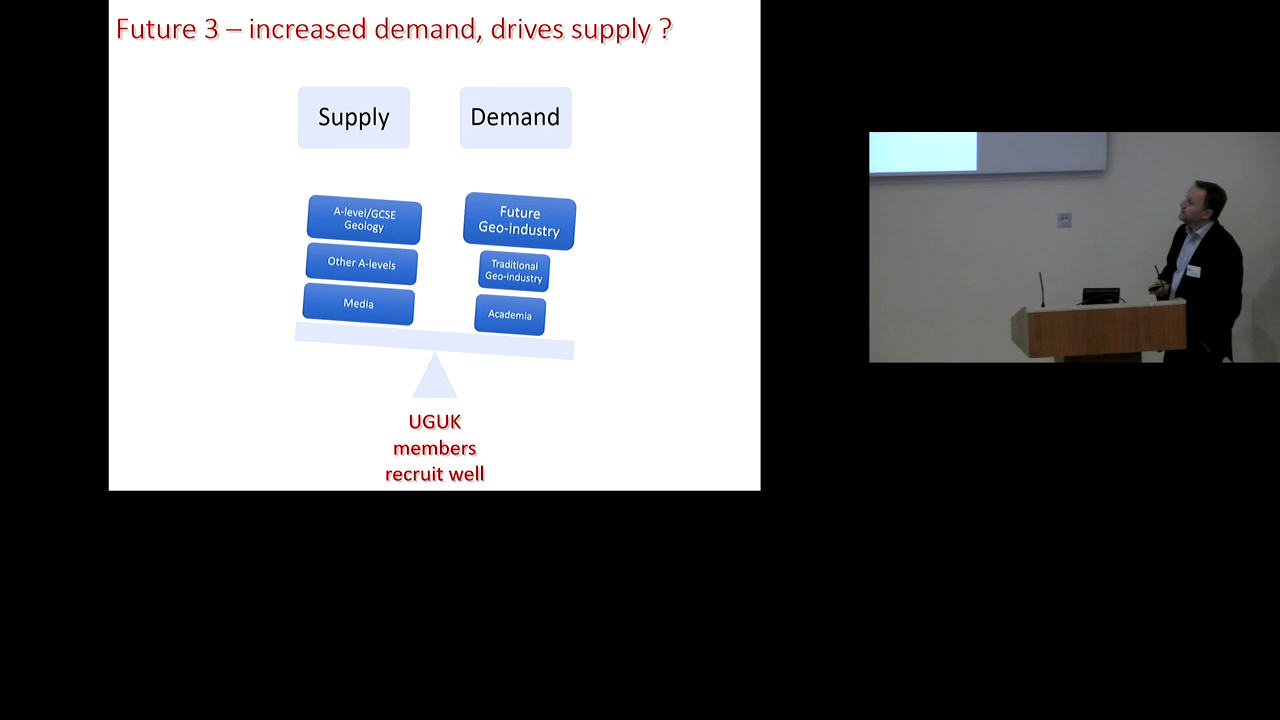 Future 3 – increased demand, drives supply ?
Supply
Demand
A-level/GCSE
Geology
Other A-levels
Media
Future
Geo-industry
Traditional
Geo-industry
Academia
UGUK
members
recruit well